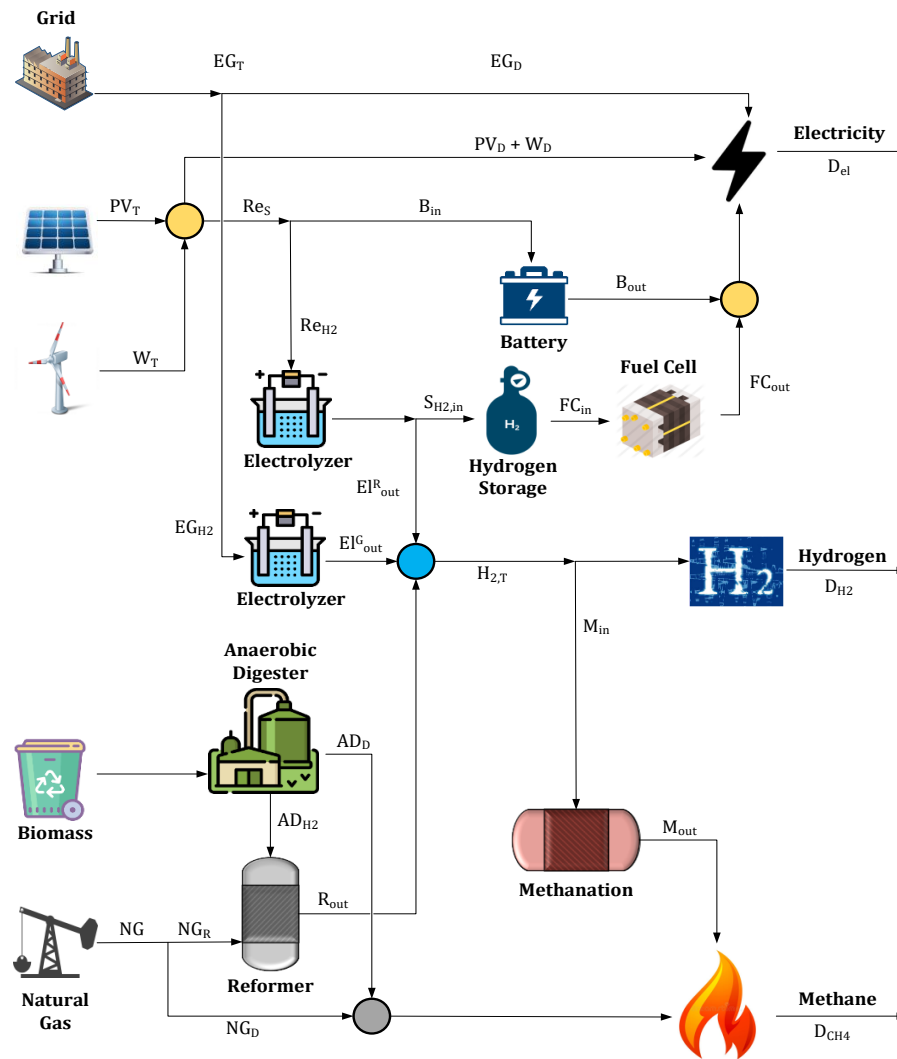 Grid
EG_T
EG_D
Electricity
D_el
PV_D + W_D
PV_T
Re_S
B_in
Re_H2
B_out
Battery
W_T
Fuel Cell
FC_out
+ −
S_H2,in
FC_in
H₂
Electrolyzer
Hydrogen
Storage
El^R_out
EG_H2
+ −
El^G_out
Electrolyzer
H_2,T
H₂
Hydrogen
D_H2
M_in
Anaerobic
Digester
AD_D
Biomass
AD_H2
M_out
Methanation
R_out
NG
NG_R
Reformer
Natural
Gas
NG_D
Methane
D_CH4